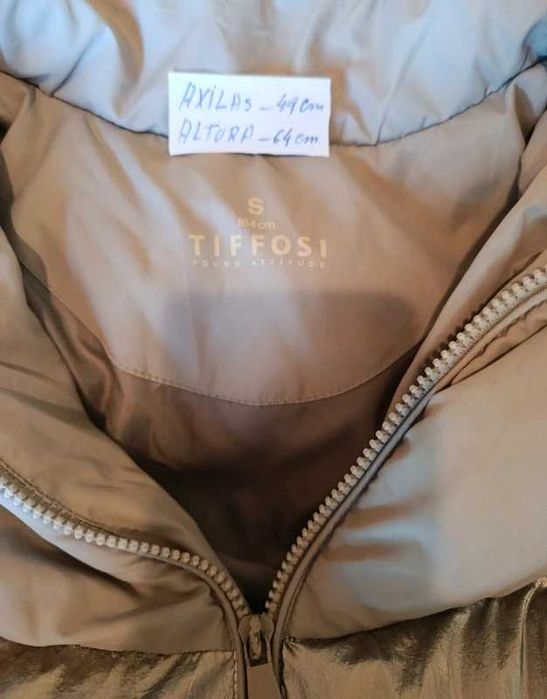 AXILAS - 49 cm
ALTURA - 64 cm
S
164 cm
TIFFOSI
YOUNG ATTITUDE